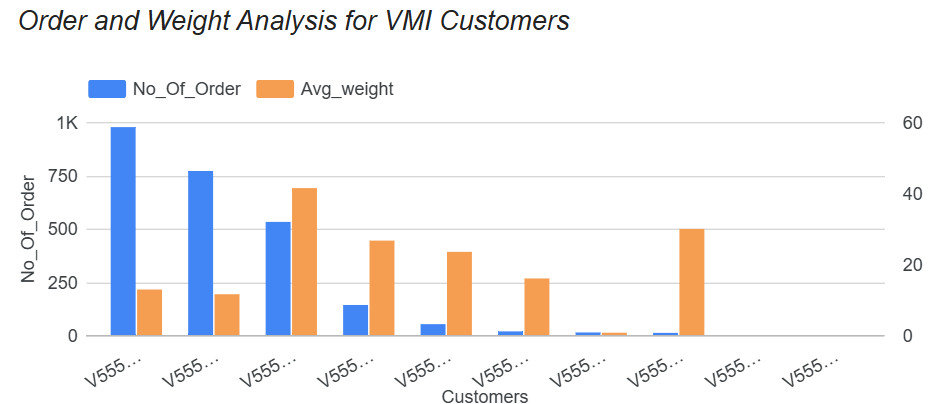 Order and Weight Analysis for VMI Customers
No_Of_Order Avg_weight
1K
750
500
250
0
No_Of_Order
60
40
20
0
V555…
V555…
V555…
V555…
V555…
V555…
V555…
V555…
V555…
V555…
Customers